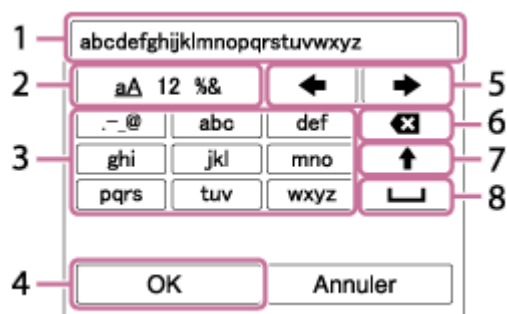 1 abcdefghijklmnopqrstuvwxyz
2 aA 12 %& 5
.-_@ abc def 6
3 ghi jkl mno 7
pqrs tuv wxyz 8
4 OK Annuler